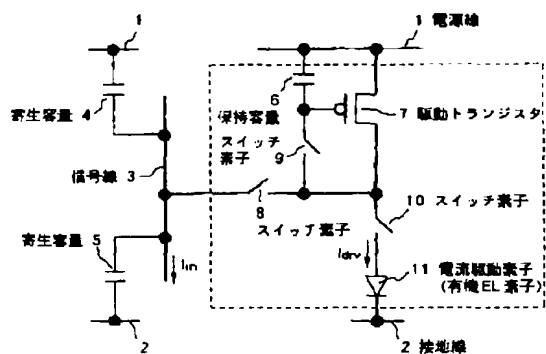 1
1 電源線
寄生容量 4
6
保持容量
7 駆動トランジスタ
スイッチ
素子
9
信号線 3
8
スイッチ素子
10 スイッチ素子
寄生容量 5
Iin
Idrv
11 電流駆動素子
(有機EL素子)
2
2 接地線